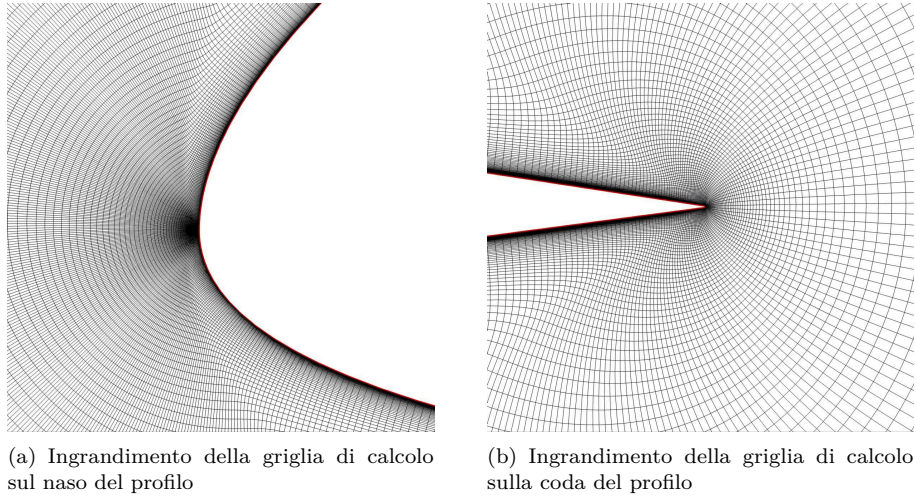 (a) Ingrandimento della griglia di calcolo
sul naso del profilo
(b) Ingrandimento della griglia di calcolo
sulla coda del profilo